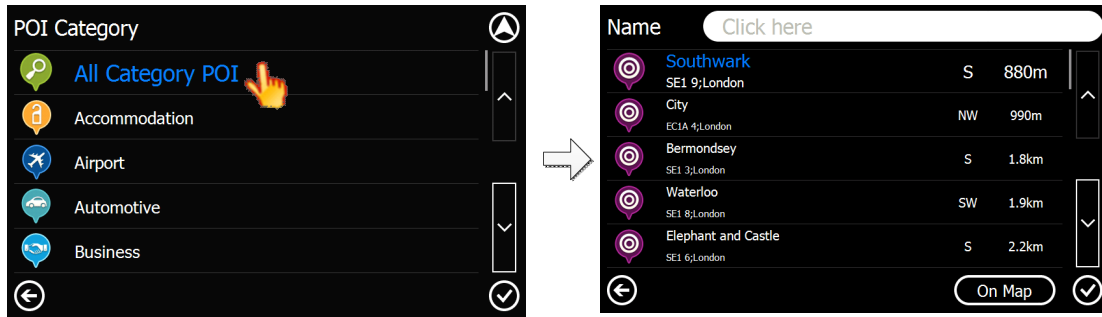 POI Category
All Category POI
Accommodation
Airport
Automotive
Business
Name Click here
Southwark S 880m
SE1 9;London
City NW 990m
EC1A 4;London
Bermondsey S 1.8km
SE1 3;London
Waterloo SW 1.9km
SE1 8;London
Elephant and Castle S 2.2km
SE1 6;London
On Map